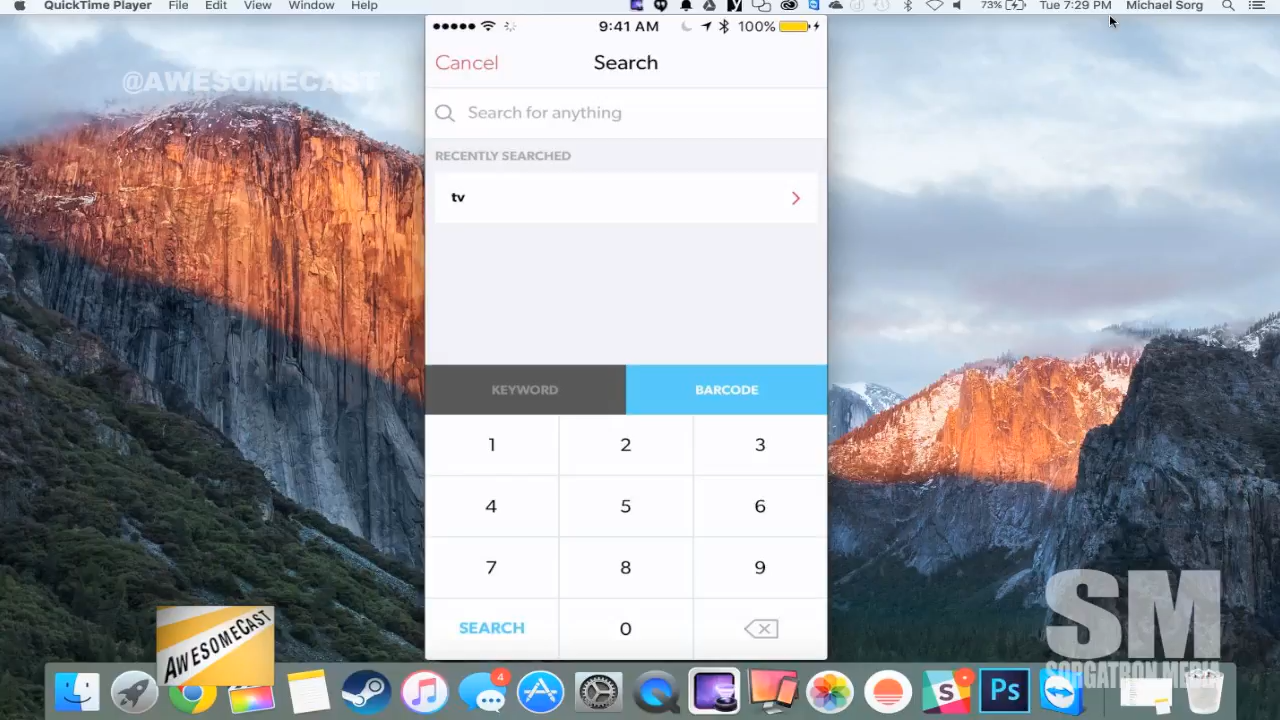 QuickTime Player File Edit View Window Help 73% Tue 7:29 PM Michael Sorg
9:41 AM 100%
@AWESOMECAST
Cancel Search
Search for anything
RECENTLY SEARCHED
tv
KEYWORD BARCODE
1 2 3
4 5 6
7 8 9
SEARCH 0
AWESOMECAST
SM
SORGATRON MEDIA
4
S
Ps